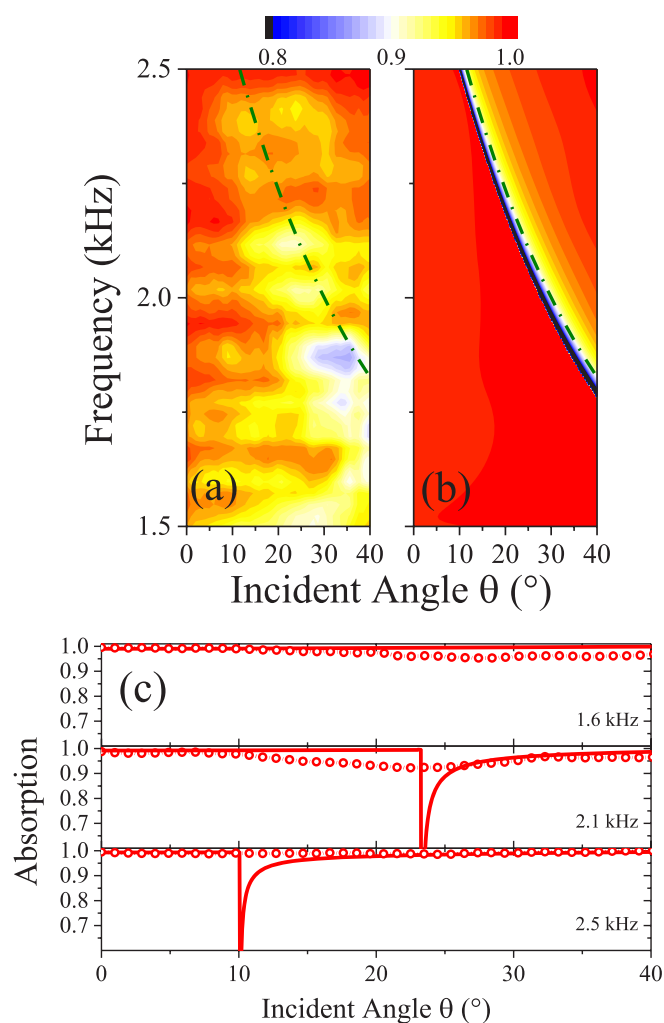 0.8 0.9 1.0
2.5
2.0
1.5
Frequency (kHz)
(a) (b)
0 10 20 30 40 0 10 20 30 40
Incident Angle θ (°)
1.0
0.9
0.8
0.7
(c)
1.6 kHz
1.0
0.9
0.8
0.7
2.1 kHz
1.0
0.9
0.8
0.7
2.5 kHz
Absorption
0 10 20 30 40
Incident Angle θ (°)